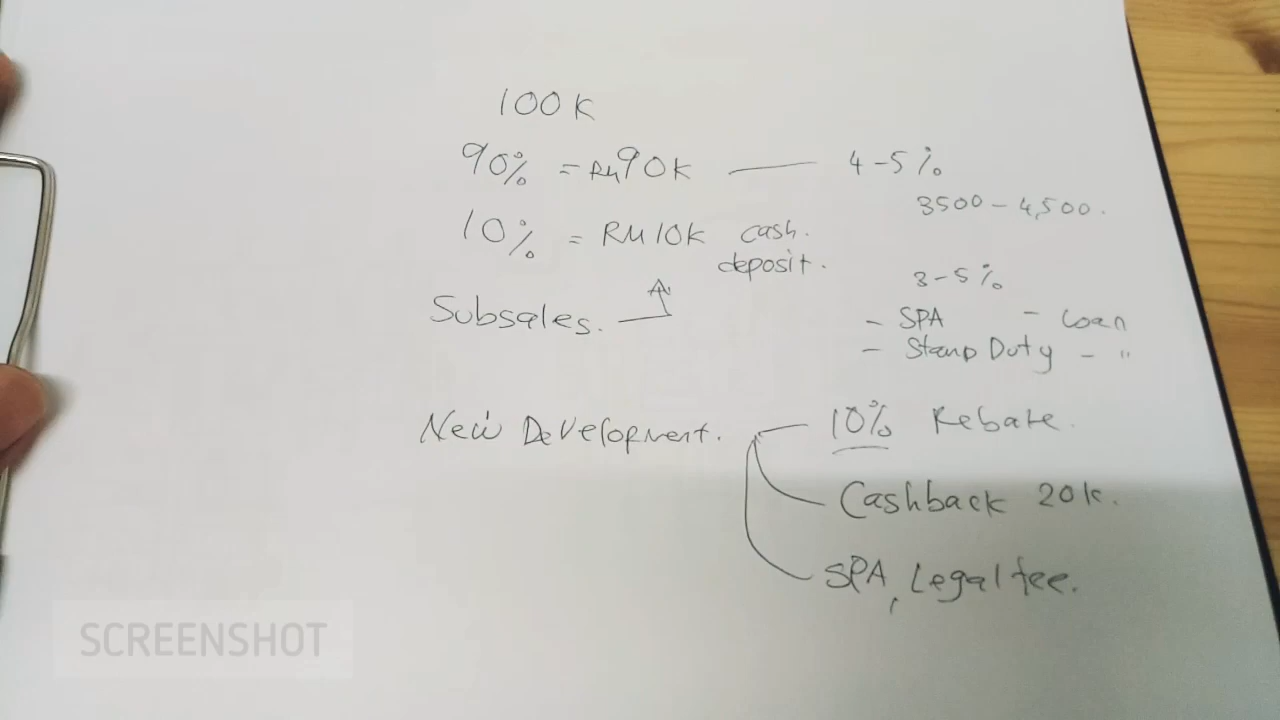 100K
90% = RM90K — 4-5%
3500 - 4,500.
10% = RM10K cash.
deposit.
3-5%
Subsales.
- SPA - Loan
- Stamp Duty - "
New Development.
10% Rebate.
Cashback 20k.
SPA, Legal fee.
SCREENSHOT